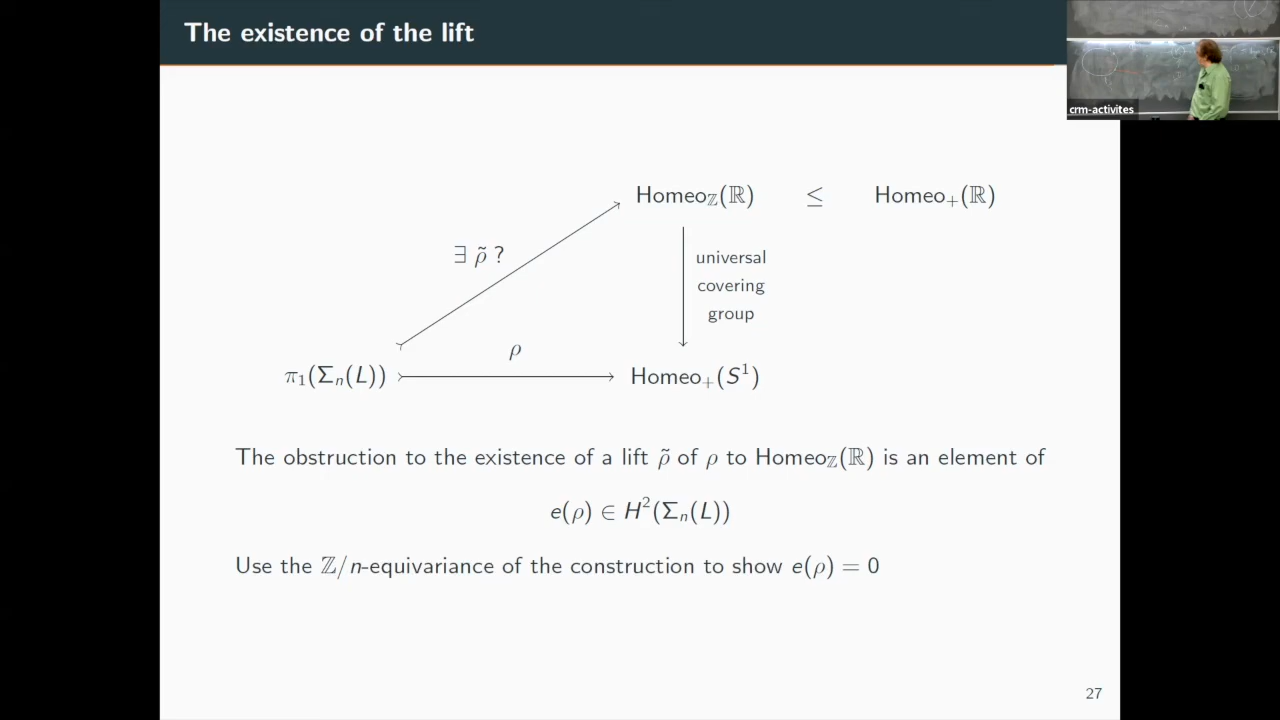 The existence of the lift
crm-activites
Homeo_ℤ(ℝ) ≤ Homeo₊(ℝ)
∃ ρ̃ ?
universal
covering
group
ρ
π₁(Σₙ(L)) Homeo₊(S¹)
The obstruction to the existence of a lift ρ̃ of ρ to Homeo_ℤ(ℝ) is an element of
e(ρ) ∈ H²(Σₙ(L))
Use the ℤ/n-equivariance of the construction to show e(ρ) = 0
27